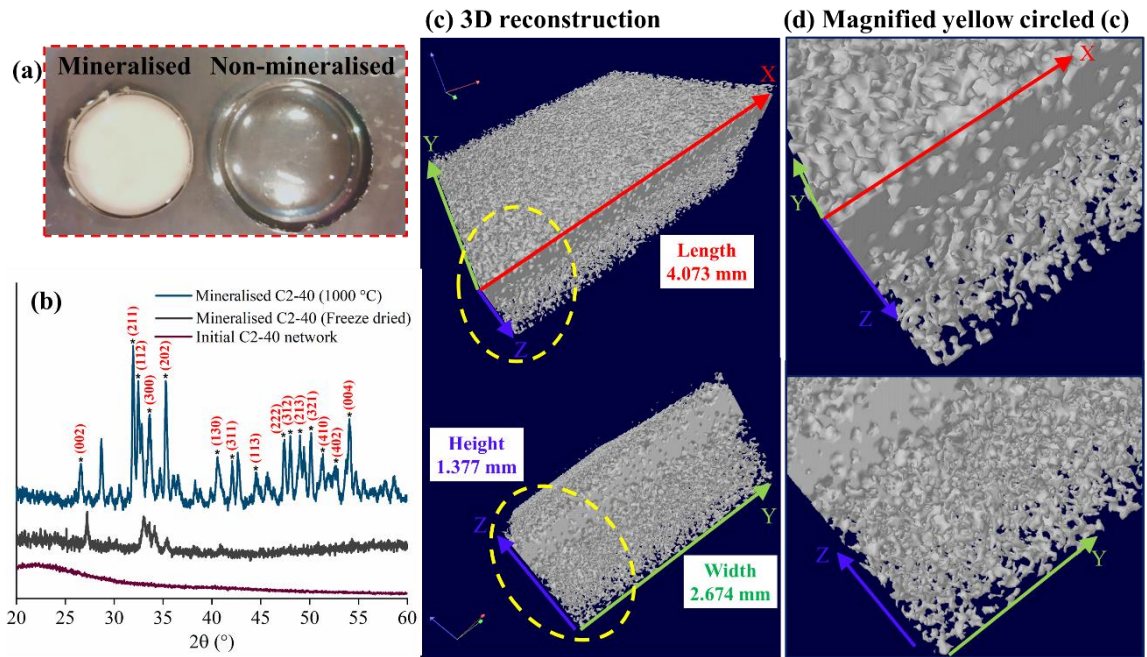 (a)
Mineralised Non-mineralised
(b)
Mineralised C2-40 (1000 °C)
Mineralised C2-40 (Freeze dried)
Initial C2-40 network
(002)
(211)
(112)
(300)
(202)
(130)
(311)
(113)
(222)
(312)
(213)
(321)
(410)
(402)
(004)
20 25 30 35 40 45 50 55 60
2θ (°)
(c) 3D reconstruction
X
Y
Z
Length
4.073 mm
Height
1.377 mm
Z
Y
Width
2.674 mm
(d) Magnified yellow circled (c)
X
Y
Z
Z
Y